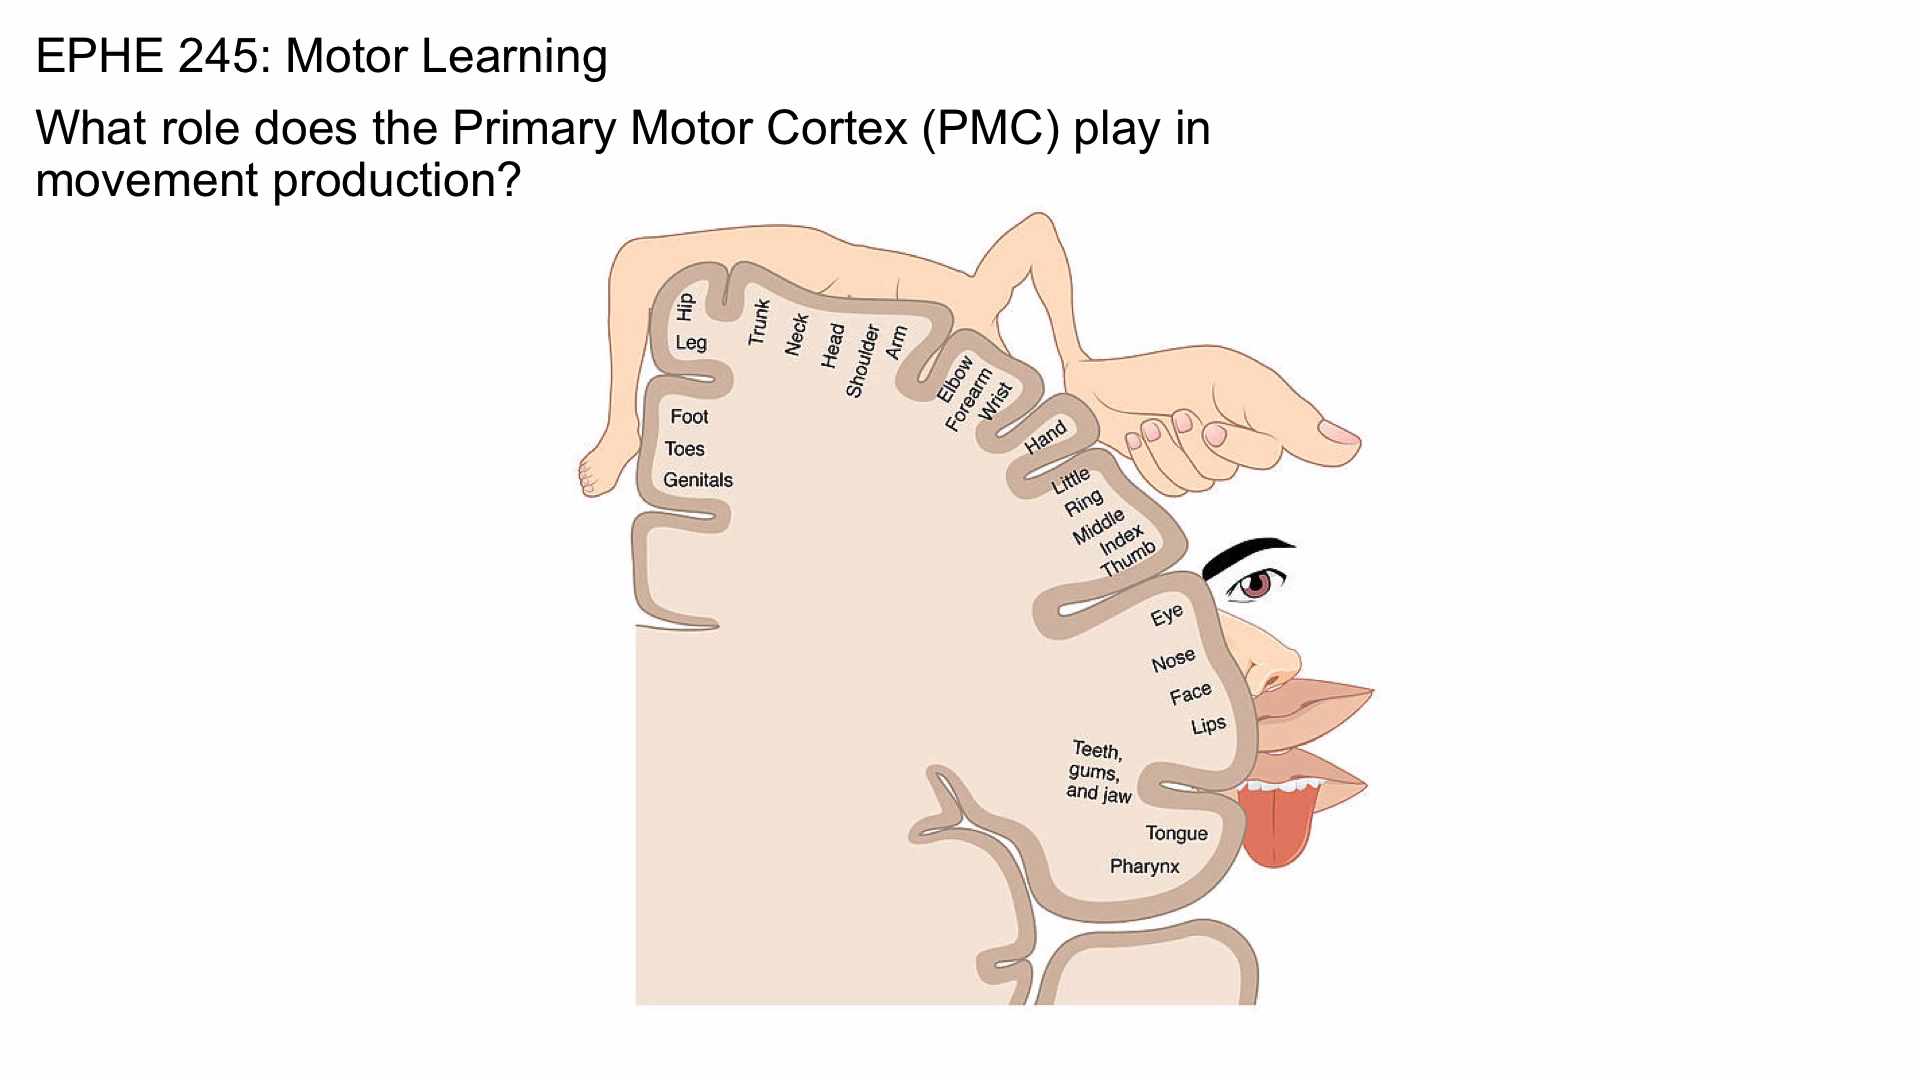 EPHE 245: Motor Learning
What role does the Primary Motor Cortex (PMC) play in
movement production?
Hip
Leg
Trunk
Neck
Head
Shoulder
Arm
Elbow
Forearm
Wrist
Hand
Little
Ring
Middle
Index
Thumb
Foot
Toes
Genitals
Eye
Nose
Face
Lips
Teeth,
gums,
and jaw
Tongue
Pharynx